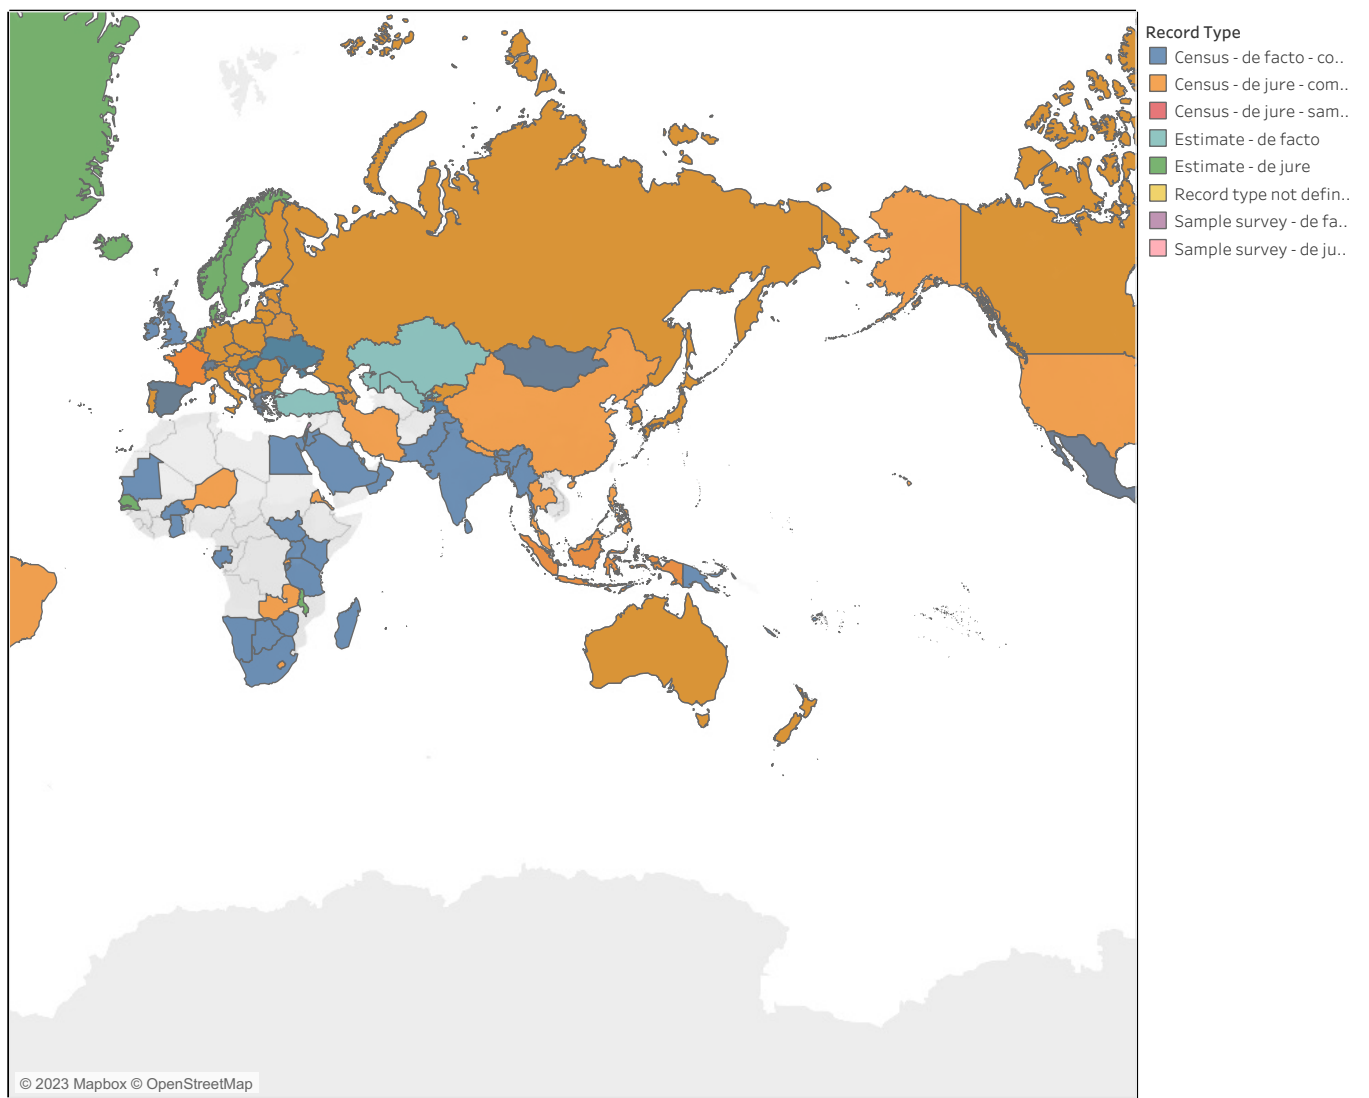 Record Type
Census - de facto - co..
Census - de jure - com..
Census - de jure - sam..
Estimate - de facto
Estimate - de jure
Record type not defin..
Sample survey - de fa..
Sample survey - de ju..
© 2023 Mapbox © OpenStreetMap